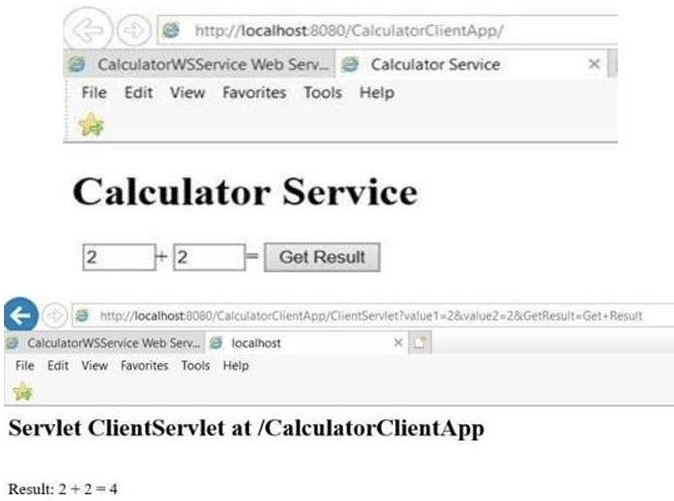 http://localhost:8080/CalculatorClientApp/
CalculatorWSService Web Serv... Calculator Service ×
File Edit View Favorites Tools Help
Calculator Service
2 + 2 = Get Result
http://localhost:8080/CalculatorClientApp/ClientServlet?value1=2&value2=2&GetResult=Get+Result
CalculatorWSService Web Serv... localhost ×
File Edit View Favorites Tools Help
Servlet ClientServlet at /CalculatorClientApp
Result: 2 + 2 = 4